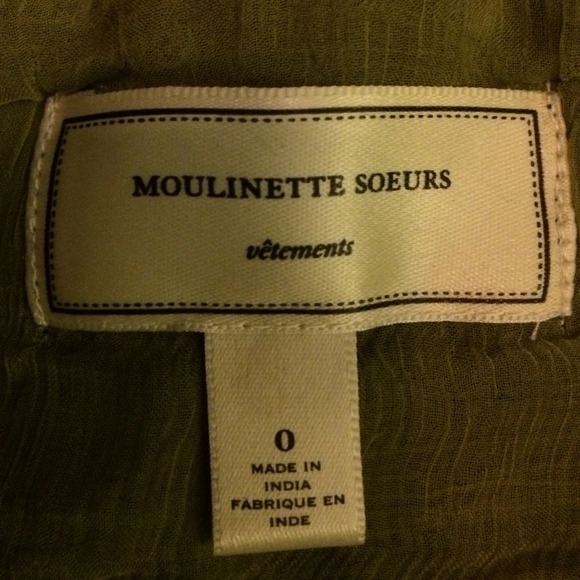 MOULINETTE SOEURS
vêtements
0
MADE IN
INDIA
FABRIQUE EN
INDE